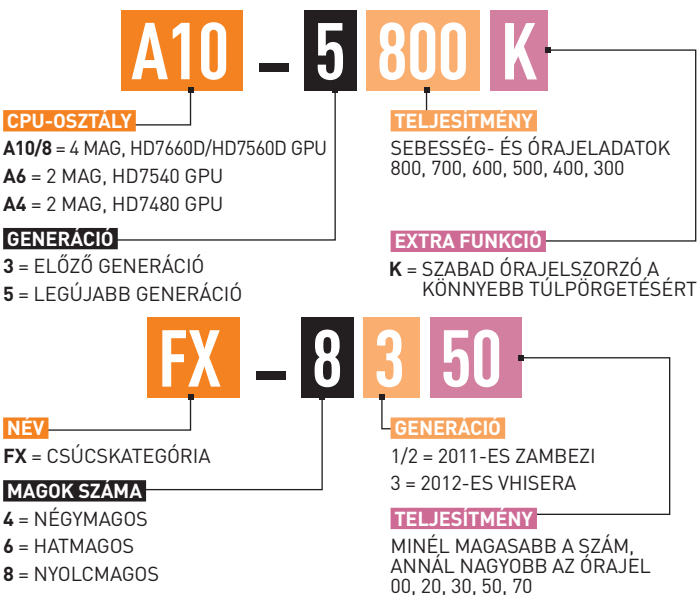 A10 – 5 800 K
CPU-OSZTÁLY
A10/8 = 4 MAG, HD7660D/HD7560D GPU
A6 = 2 MAG, HD7540 GPU
A4 = 2 MAG, HD7480 GPU
GENERÁCIÓ
3 = ELŐZŐ GENERÁCIÓ
5 = LEGÚJABB GENERÁCIÓ
TELJESÍTMÉNY
SEBESSÉG- ÉS ÓRAJELADATOK
800, 700, 600, 500, 400, 300
EXTRA FUNKCIÓ
K = SZABAD ÓRAJELSZORZÓ A
KÖNNYEBB TÚLPÖRGETÉSÉRT
FX – 8 3 50
NÉV
FX = CSÚCSKATEGÓRIA
MAGOK SZÁMA
4 = NÉGYMAGOS
6 = HATMAGOS
8 = NYOLCMAGOS
GENERÁCIÓ
1/2 = 2011-ES ZAMBEZI
3 = 2012-ES VHISERA
TELJESÍTMÉNY
MINÉL MAGASABB A SZÁM,
ANNÁL NAGYOBB AZ ÓRAJEL
00, 20, 30, 50, 70